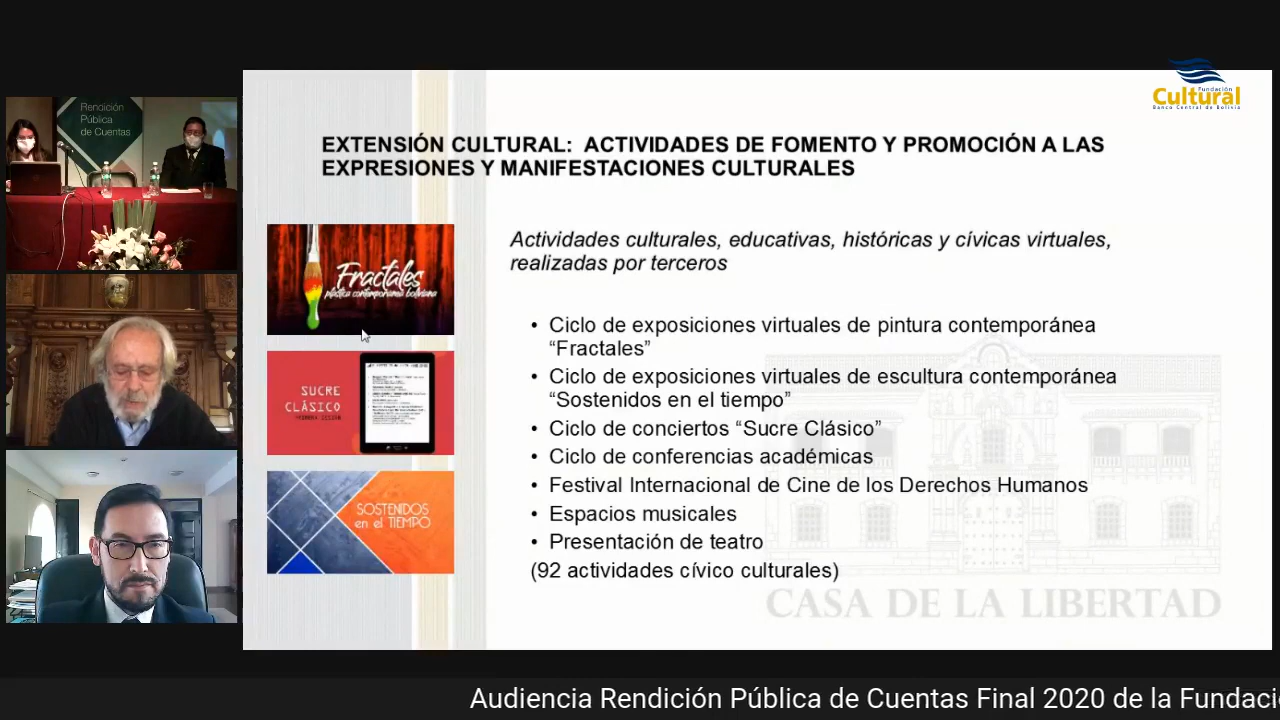 Fundación
Cultural
Banco Central de Bolivia
Rendición
Pública
de Cuentas
EXTENSIÓN CULTURAL: ACTIVIDADES DE FOMENTO Y PROMOCIÓN A LAS
EXPRESIONES Y MANIFESTACIONES CULTURALES
Fractales
plástica contemporánea boliviana
SUCRE
CLÁSICO
SOSTENIDOS
en el TIEMPO
Actividades culturales, educativas, históricas y cívicas virtuales,
realizadas por terceros
• Ciclo de exposiciones virtuales de pintura contemporánea
“Fractales”
• Ciclo de exposiciones virtuales de escultura contemporánea
“Sostenidos en el tiempo”
• Ciclo de conciertos “Sucre Clásico”
• Ciclo de conferencias académicas
• Festival Internacional de Cine de los Derechos Humanos
• Espacios musicales
• Presentación de teatro
(92 actividades cívico culturales)
CASA DE LA LIBERTAD
Audiencia Rendición Pública de Cuentas Final 2020 de la Fundaci